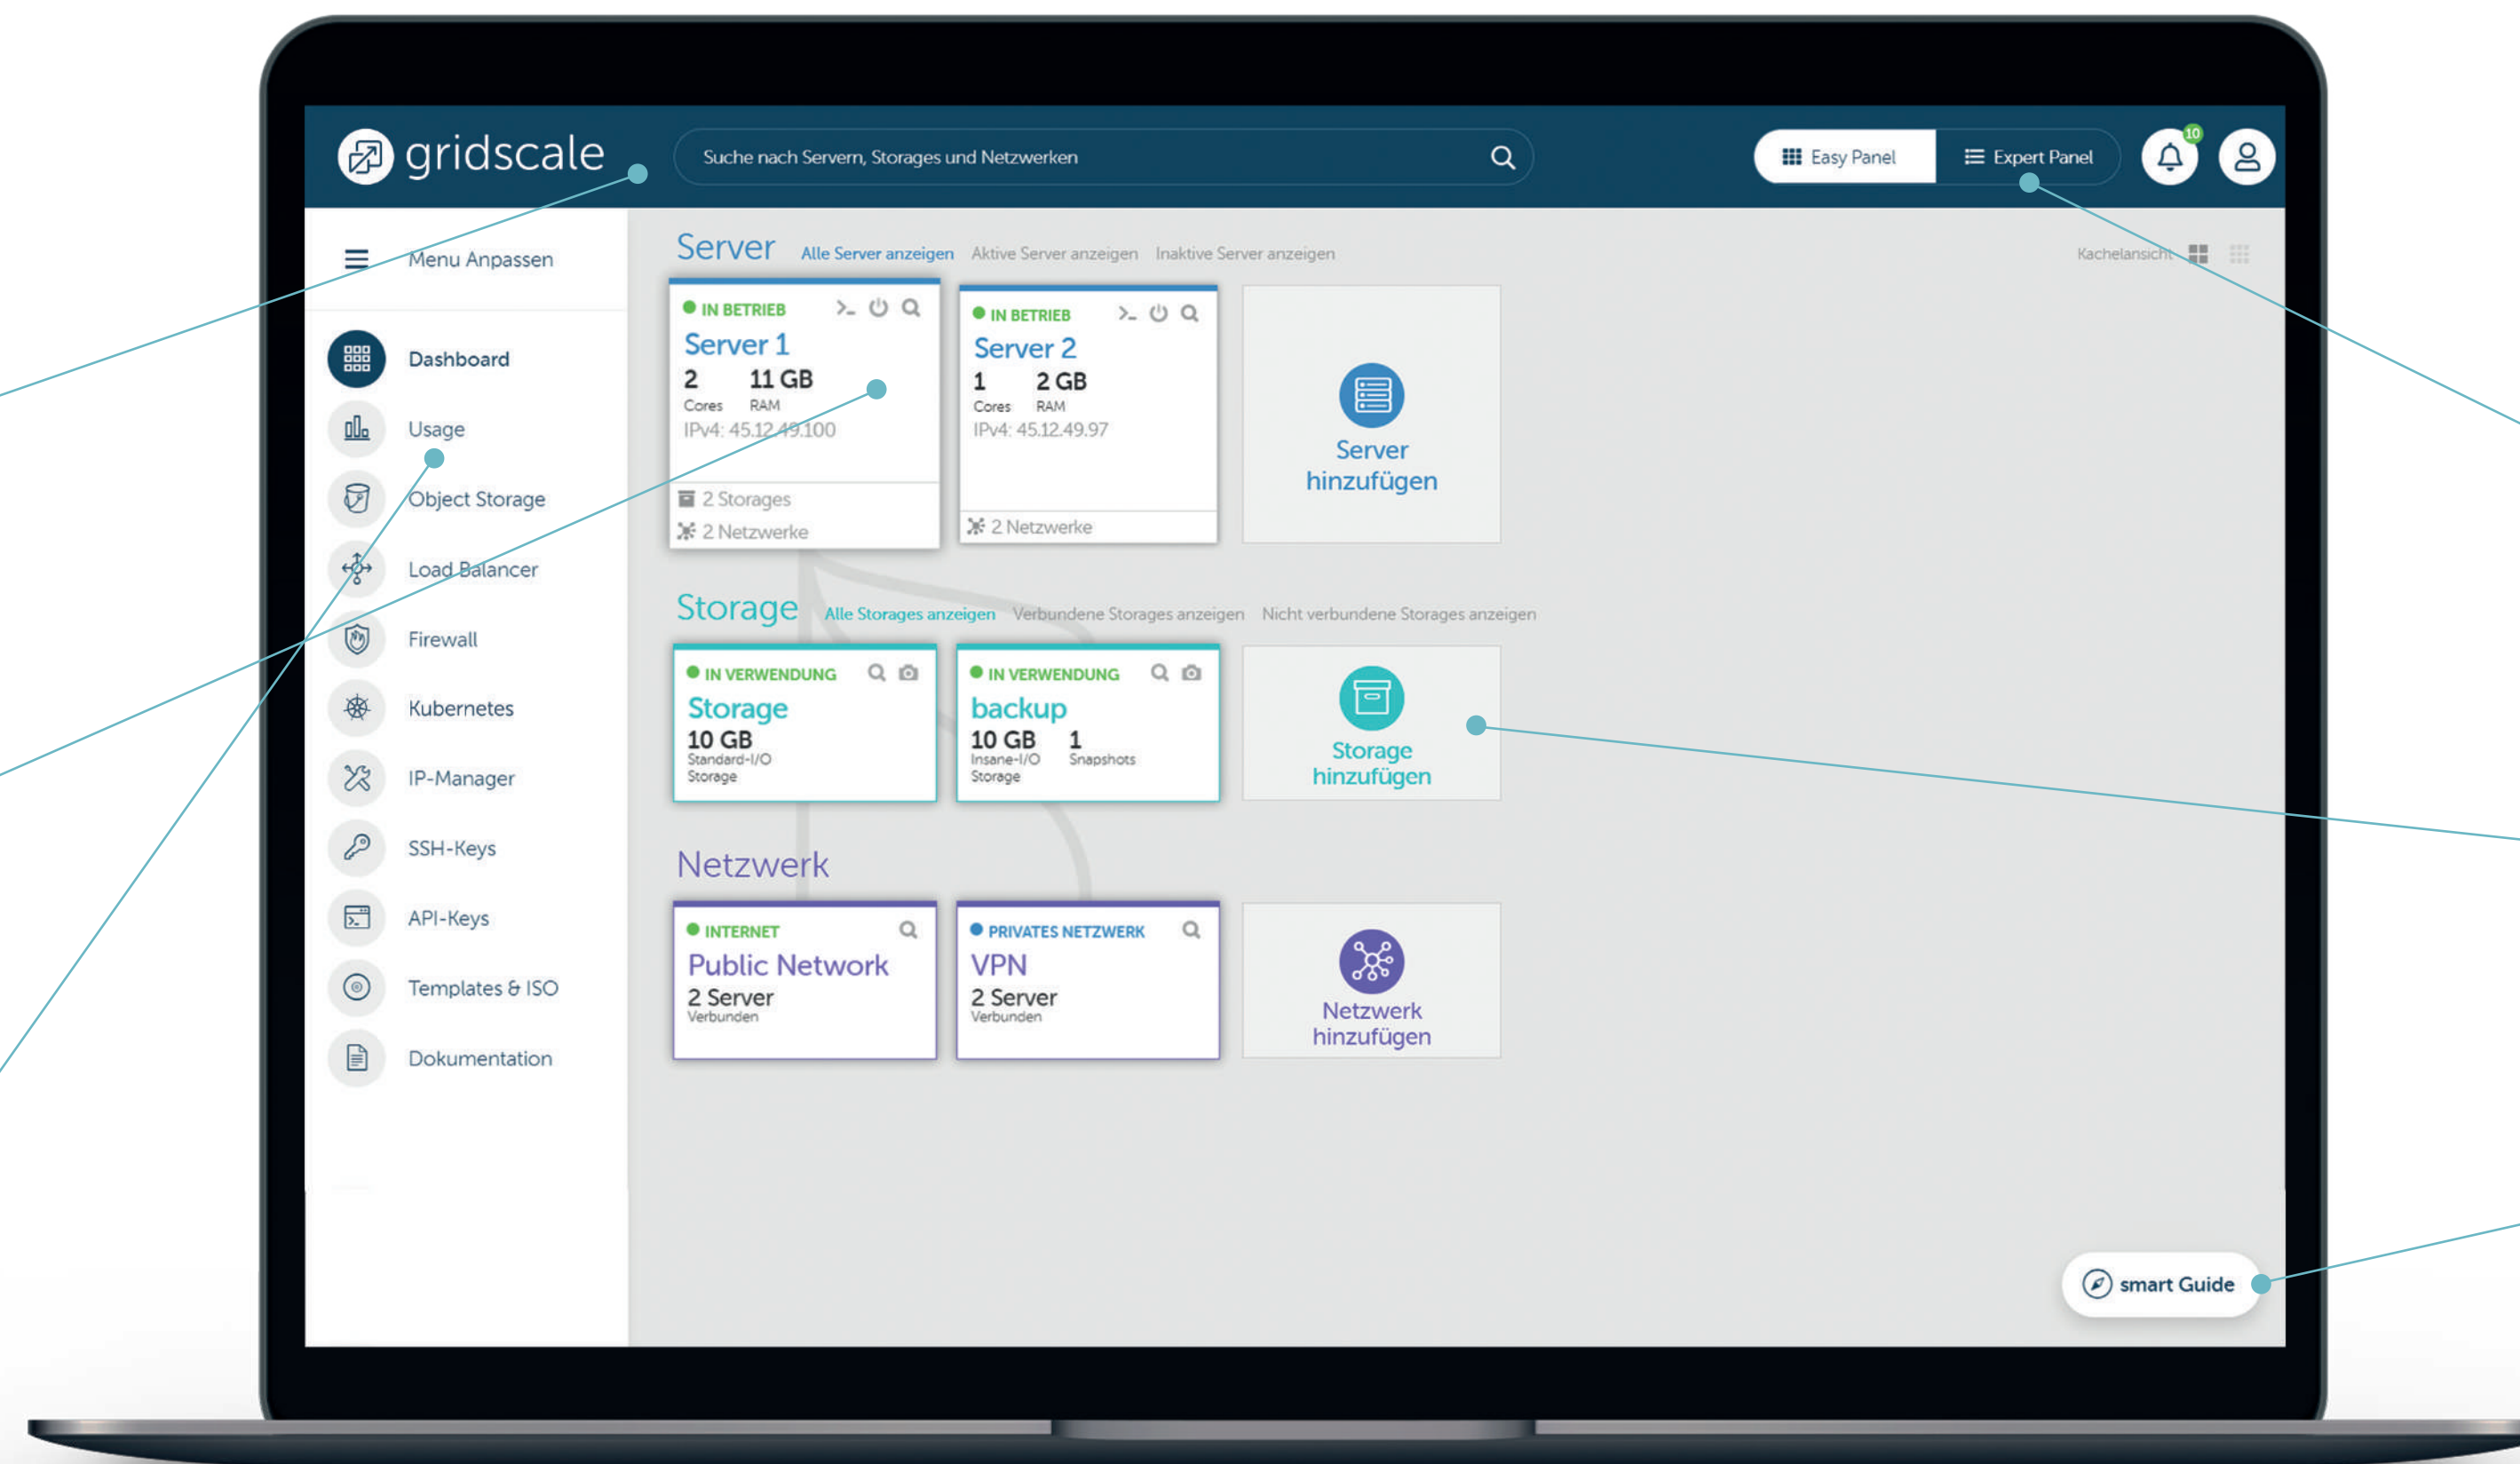 gridscale
Suche nach Servern, Storages und Netzwerken
Easy Panel
Expert Panel
10
Menu Anpassen
Dashboard
Usage
Object Storage
Load Balancer
Firewall
Kubernetes
IP-Manager
SSH-Keys
API-Keys
Templates & ISO
Dokumentation
Server Alle Server anzeigen Aktive Server anzeigen Inaktive Server anzeigen
Kachelansicht
IN BETRIEB
Server 1
2 11 GB
Cores RAM
IPv4: 45.12.49.100
2 Storages
2 Netzwerke
IN BETRIEB
Server 2
1 2 GB
Cores RAM
IPv4: 45.12.49.97
2 Netzwerke
Server
hinzufügen
Storage Alle Storages anzeigen Verbundene Storages anzeigen Nicht verbundene Storages anzeigen
IN VERWENDUNG
Storage
10 GB
Standard-I/O
Storage
IN VERWENDUNG
backup
10 GB 1
Insane-I/O Snapshots
Storage
Storage
hinzufügen
Netzwerk
INTERNET
Public Network
2 Server
Verbunden
PRIVATES NETZWERK
VPN
2 Server
Verbunden
Netzwerk
hinzufügen
smart Guide